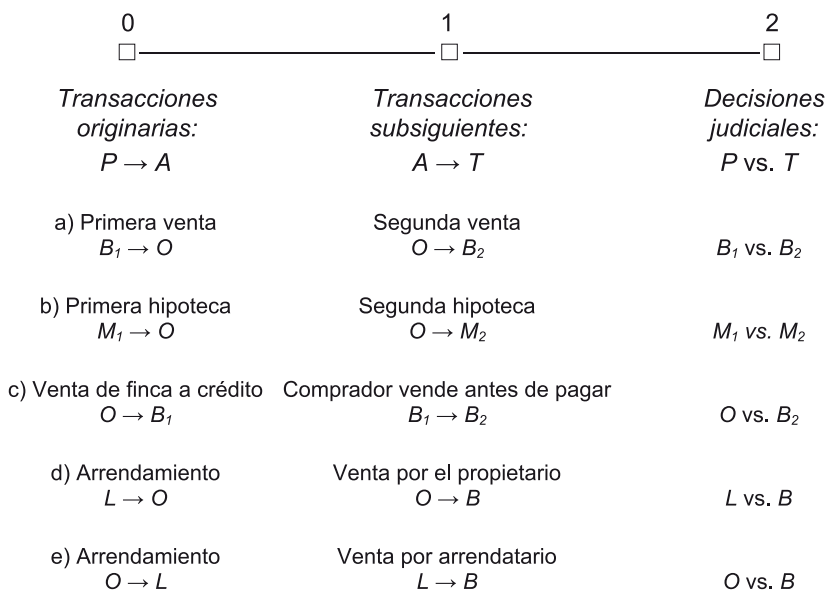 0 1 2
Transacciones originarias: Transacciones subsiguientes: Decisiones judiciales:
P → A A → T P vs. T
a) Primera venta Segunda venta
B₁ → O O → B₂ B₁ vs. B₂
b) Primera hipoteca Segunda hipoteca
M₁ → O O → M₂ M₁ vs. M₂
c) Venta de finca a crédito Comprador vende antes de pagar
O → B₁ B₁ → B₂ O vs. B₂
d) Arrendamiento Venta por el propietario
L → O O → B L vs. B
e) Arrendamiento Venta por arrendatario
O → L L → B O vs. B